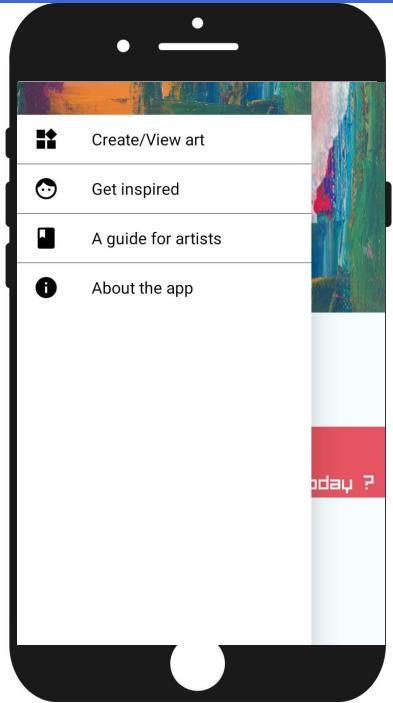 Create/View art
Get inspired
A guide for artists
About the app
oday ?